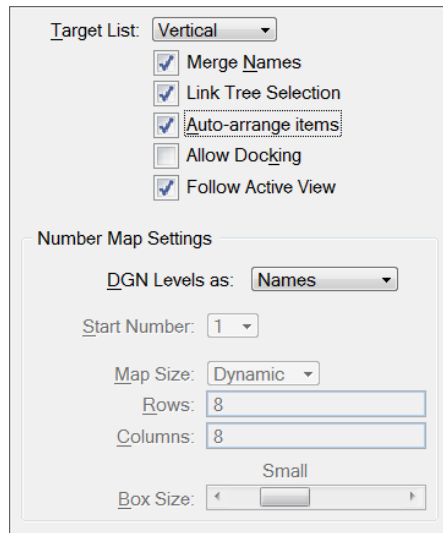 Target List: Vertical
Merge Names
Link Tree Selection
Auto-arrange items
Allow Docking
Follow Active View
Number Map Settings
DGN Levels as: Names
Start Number: 1
Map Size: Dynamic
Rows: 8
Columns: 8
Small
Box Size: